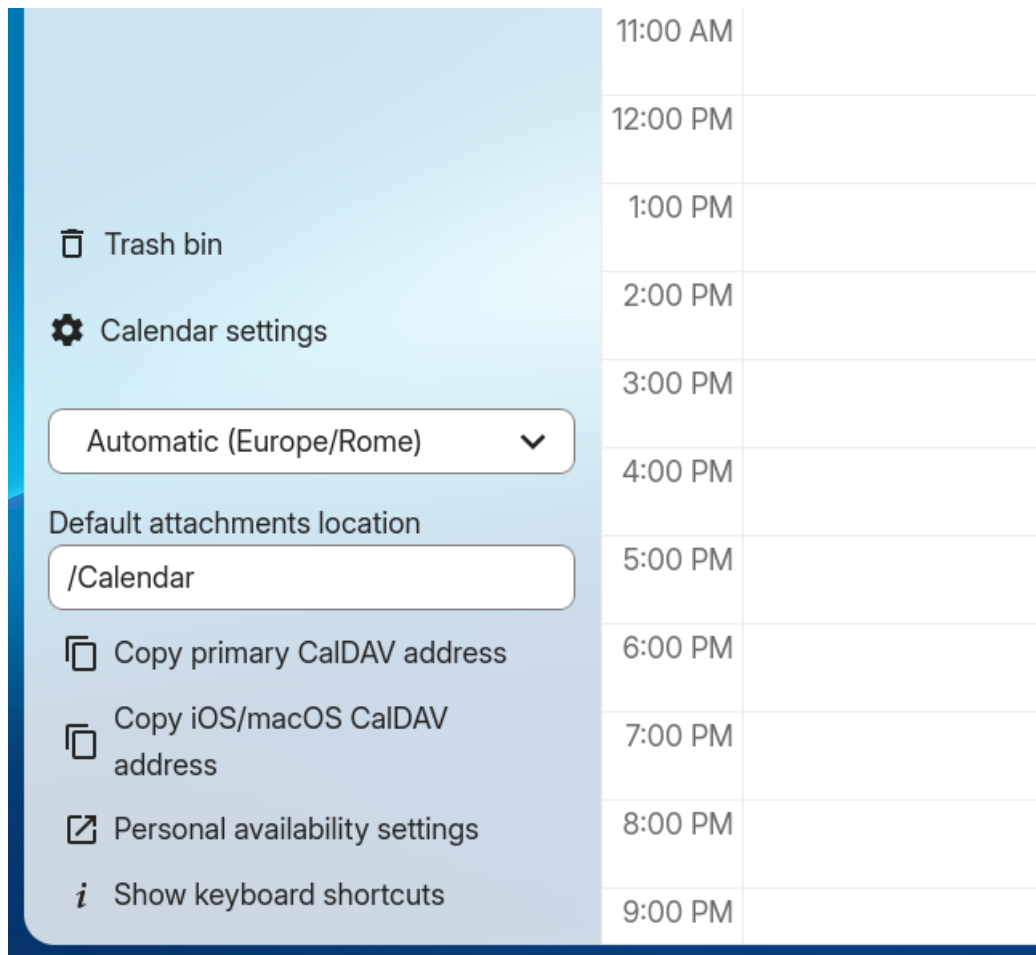 Trash bin
Calendar settings
Automatic (Europe/Rome)
Default attachments location
/Calendar
Copy primary CalDAV address
Copy iOS/macOS CalDAV
address
Personal availability settings
i Show keyboard shortcuts
11:00 AM
12:00 PM
1:00 PM
2:00 PM
3:00 PM
4:00 PM
5:00 PM
6:00 PM
7:00 PM
8:00 PM
9:00 PM